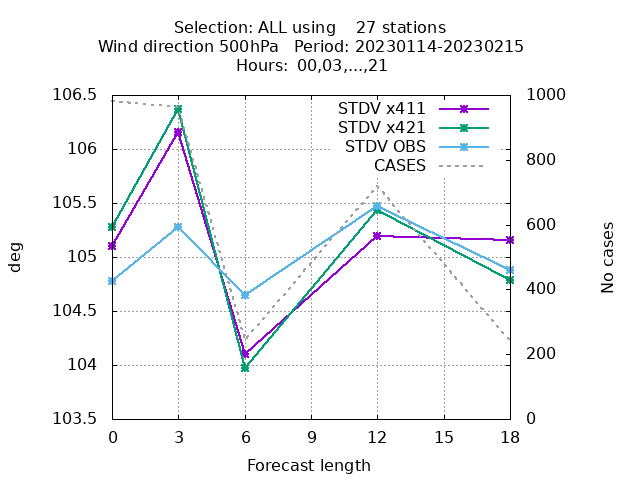 Selection: ALL using    27 stations
Wind direction 500hPa   Period: 20230114-20230215
Hours: 00,03,...,21
STDV x411
STDV x421
STDV OBS
CASES
106.5
106
105.5
105
104.5
104
103.5
1000
800
600
400
200
0
deg
No cases
0 3 6 9 12 15 18
Forecast length